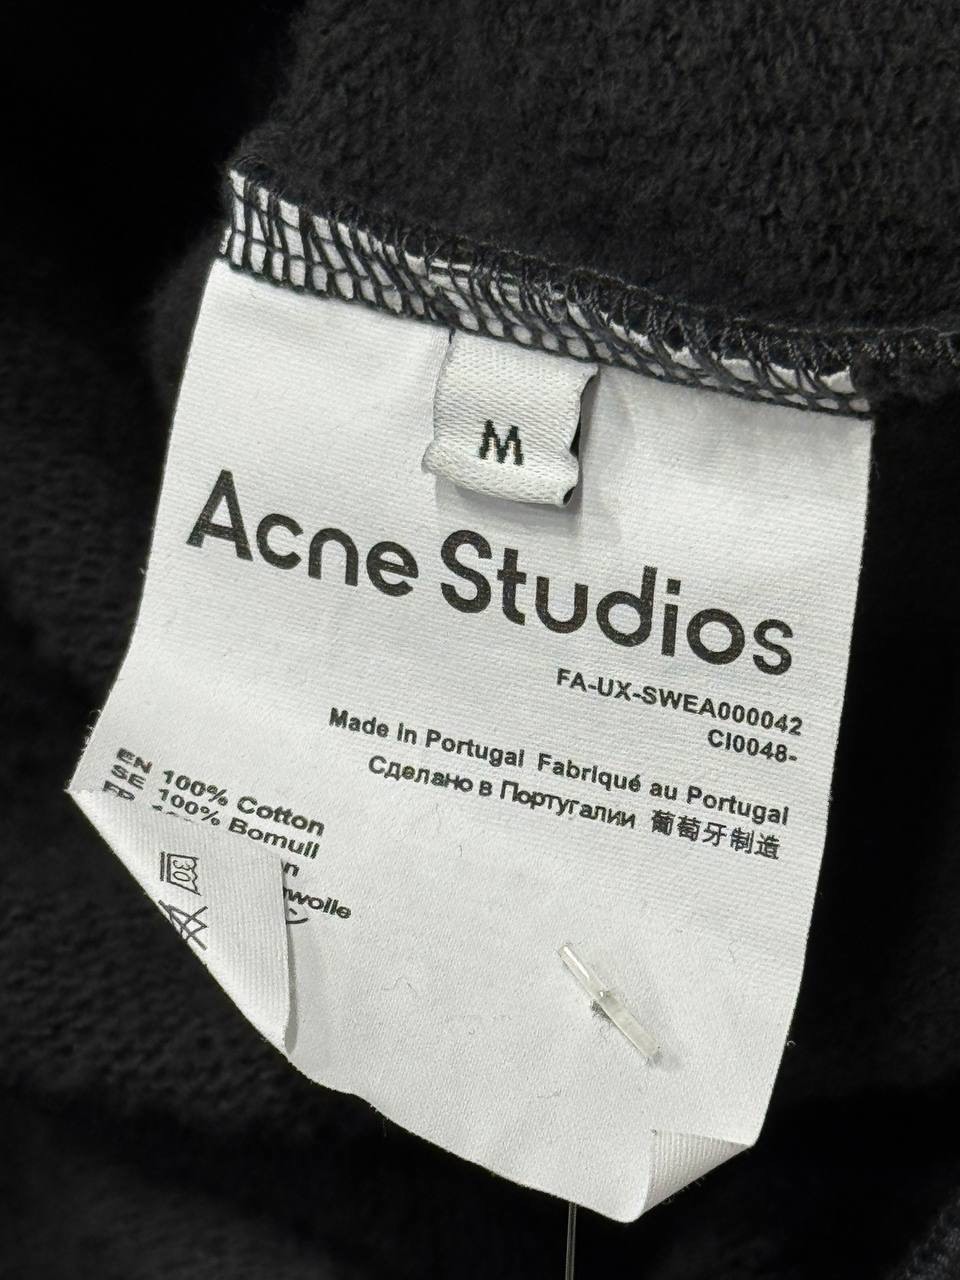 M
Acne Studios
FA-UX-SWEA000042
CI0048-
Made in Portugal Fabriqué au Portugal
Сделано в Португалии 葡萄牙制造
EN 100% Cotton
SE 100% Bomull
30